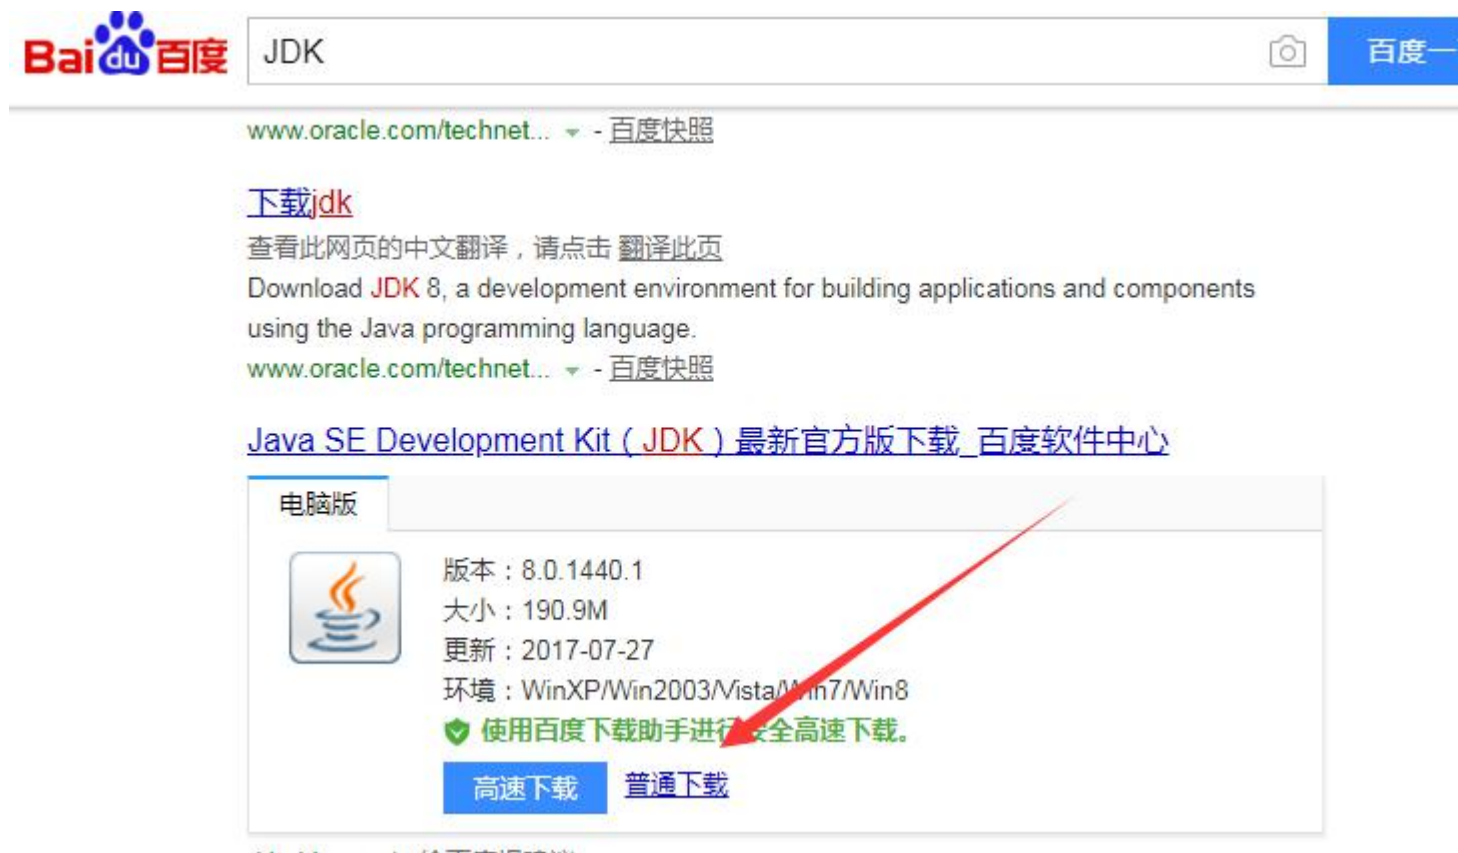 Bai du 百度
JDK
百度一
www.oracle.com/technet... - 百度快照
下载jdk
查看此网页的中文翻译，请点击 翻译此页
Download JDK 8, a development environment for building applications and components
using the Java programming language.
www.oracle.com/technet... - 百度快照
Java SE Development Kit（JDK）最新官方版下载_百度软件中心
电脑版
版本：8.0.1440.1
大小：190.9M
更新：2017-07-27
环境：WinXP/Win2003/Vista/Win7/Win8
使用百度下载助手进行安全高速下载。
高速下载 普通下载